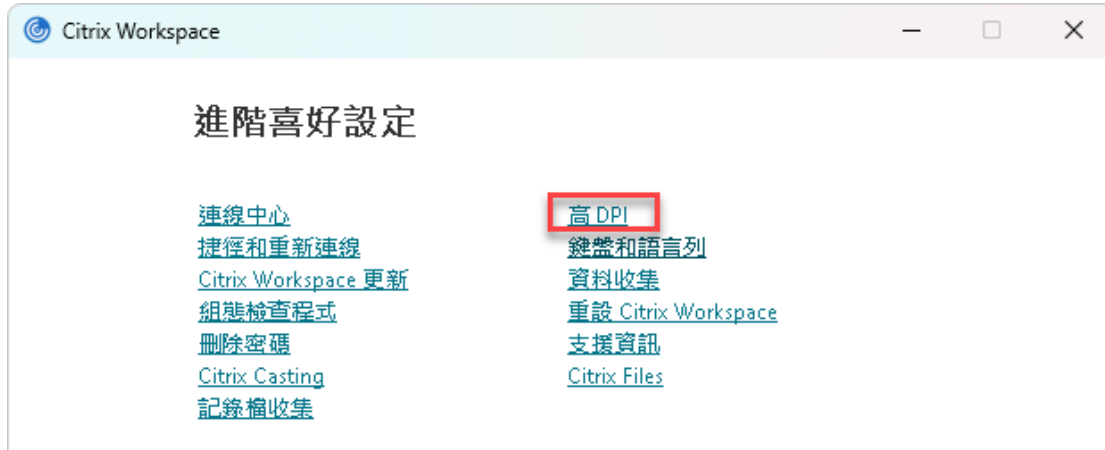 Citrix Workspace
進階喜好設定
連線中心
捷徑和重新連線
Citrix Workspace 更新
組態檢查程式
刪除密碼
Citrix Casting
記錄檔收集
高 DPI
鍵盤和語言列
資料收集
重設 Citrix Workspace
支援資訊
Citrix Files